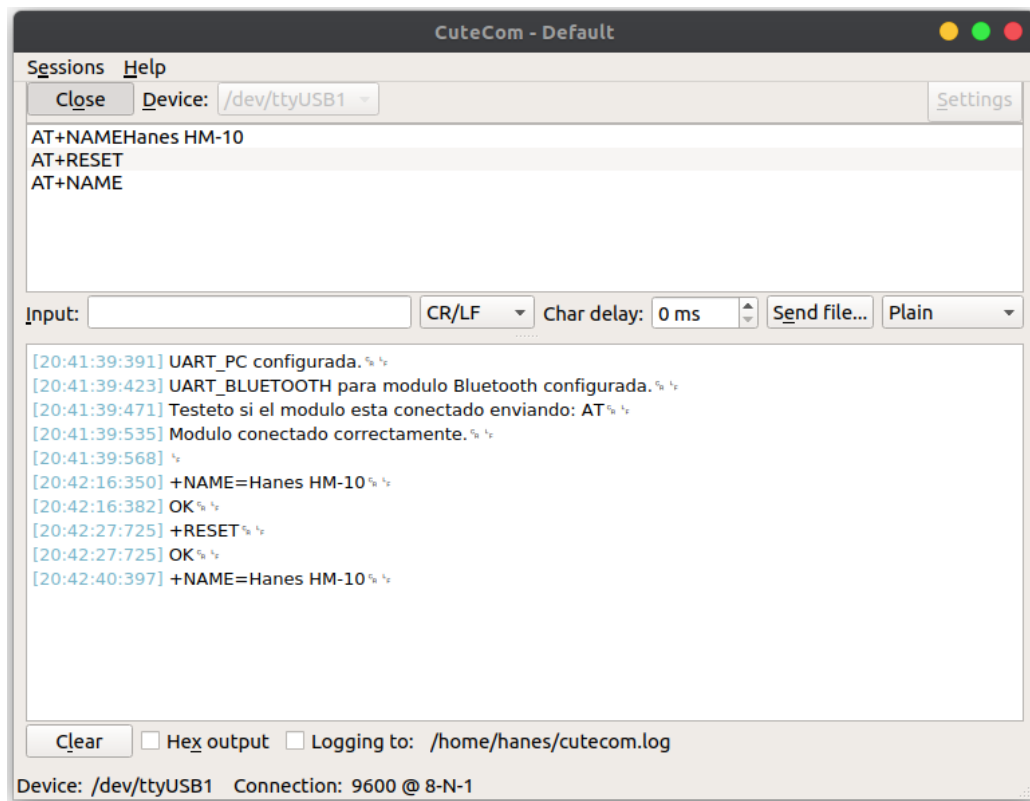 CuteCom - Default
Sessions Help
Close Device: /dev/ttyUSB1 Settings
AT+NAMEHanes HM-10
AT+RESET
AT+NAME
Input: CR/LF Char delay: 0 ms Send file... Plain
[20:41:39:391] UART_PC configurada.␍␊
[20:41:39:423] UART_BLUETOOTH para modulo Bluetooth configurada.␍␊
[20:41:39:471] Testeto si el modulo esta conectado enviando: AT␍␊
[20:41:39:535] Modulo conectado correctamente.␍␊
[20:41:39:568] ␊
[20:42:16:350] +NAME=Hanes HM-10␍␊
[20:42:16:382] OK␍␊
[20:42:27:725] +RESET␍␊
[20:42:27:725] OK␍␊
[20:42:40:397] +NAME=Hanes HM-10␍␊
Clear Hex output Logging to: /home/hanes/cutecom.log
Device: /dev/ttyUSB1 Connection: 9600 @ 8-N-1